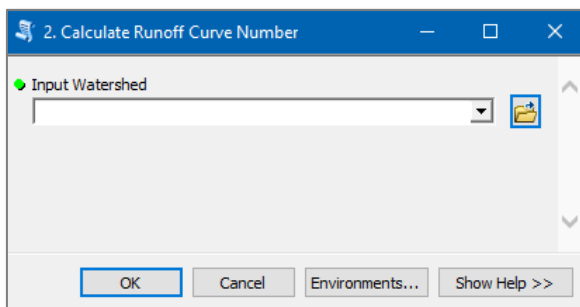 2. Calculate Runoff Curve Number
Input Watershed
OK Cancel Environments... Show Help >>